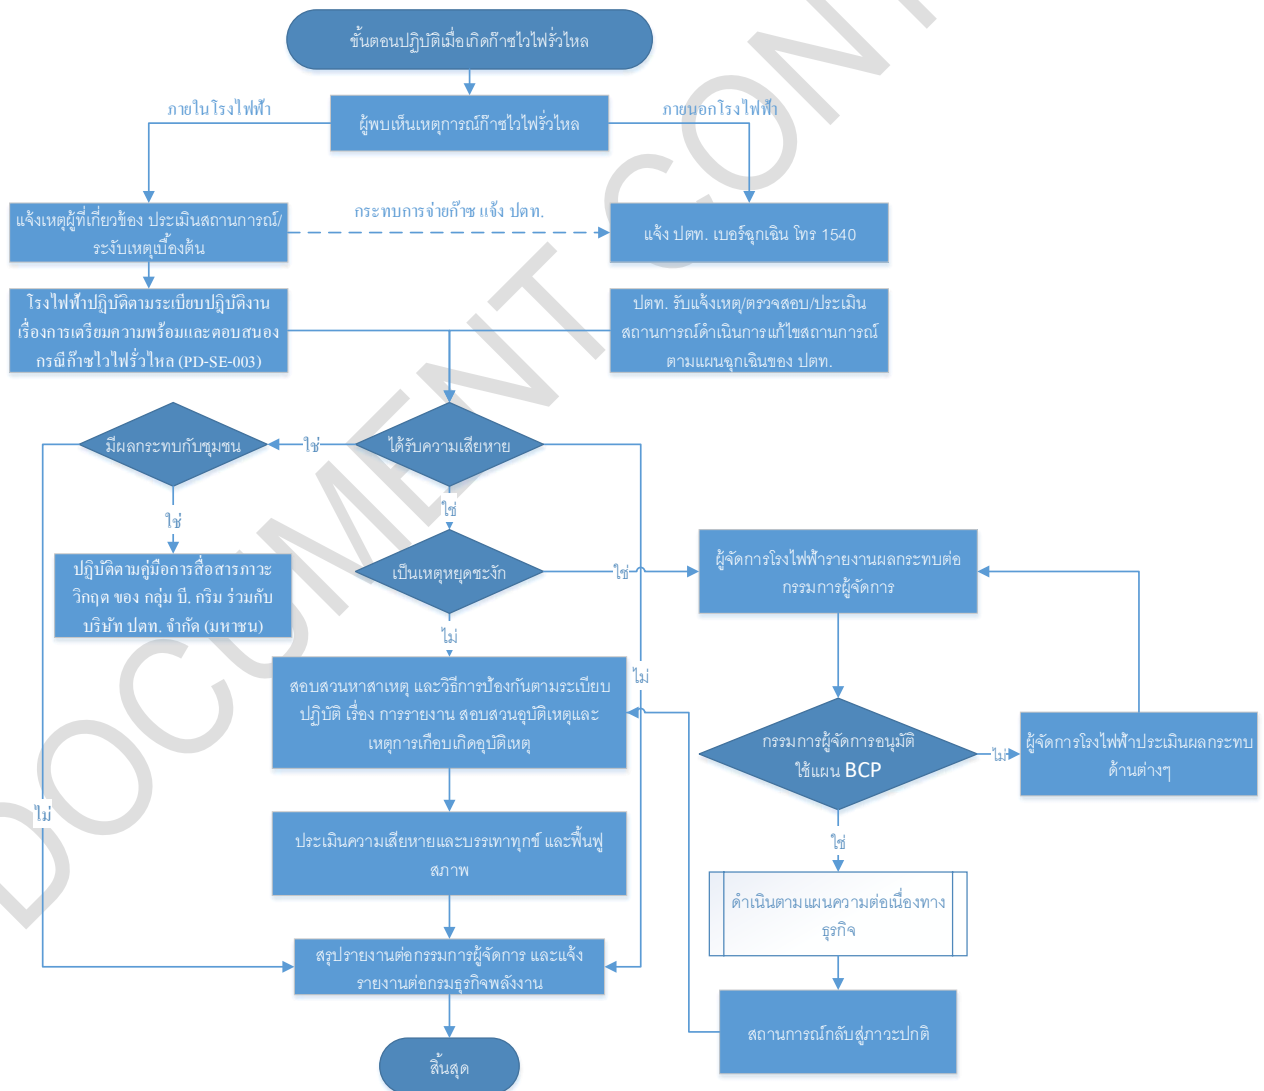 ขั้นตอนปฏิบัติเมื่อเกิดก๊าซไวไฟรั่วไหล
ภายในโรงไฟฟ้า
ผู้พบเห็นเหตุการณ์ก๊าซไวไฟรั่วไหล
ภายนอกโรงไฟฟ้า
แจ้งเหตุผู้ที่เกี่ยวข้อง ประเมินสถานการณ์/
ระงับเหตุเบื้องต้น
กระทบการจ่ายก๊าซ แจ้ง ปตท.
แจ้ง ปตท. เบอร์ฉุกเฉิน โทร 1540
โรงไฟฟ้าปฏิบัติตามระเบียบปฏิบัติงาน
เรื่องการเตรียมความพร้อมและตอบสนอง
กรณีก๊าซไวไฟรั่วไหล (PD-SE-003)
ปตท. รับแจ้งเหตุ/ตรวจสอบ/ประเมิน
สถานการณ์ดำเนินการแก้ไขสถานการณ์
ตามแผนฉุกเฉินของ ปตท.
มีผลกระทบกับชุมชน
ใช่
ได้รับความเสียหาย
ใช่
ใช่
ปฏิบัติตามคู่มือการสื่อสารภาวะ
วิกฤต ของ กลุ่ม บี. กริม ร่วมกับ
บริษัท ปตท. จำกัด (มหาชน)
เป็นเหตุหยุดชะงัก
ใช่
ผู้จัดการโรงไฟฟ้ารายงานผลกระทบต่อ
กรรมการผู้จัดการ
ไม่
สอบสวนหาสาเหตุ และวิธีการป้องกันตามระเบียบ
ปฏิบัติ เรื่อง การรายงาน สอบสวนอุบัติเหตุและ
เหตุการเกือบเกิดอุบัติเหตุ
ไม่
กรรมการผู้จัดการอนุมัติ
ใช้แผน BCP
ไม่
ผู้จัดการโรงไฟฟ้าประเมินผลกระทบ
ด้านต่างๆ
ไม่
ประเมินความเสียหายและบรรเทาทุกข์ และฟื้นฟู
สภาพ
ใช่
ดำเนินตามแผนความต่อเนื่องทาง
ธุรกิจ
สรุปรายงานต่อกรรมการผู้จัดการ และแจ้ง
รายงานต่อกรมธุรกิจพลังงาน
สถานการณ์กลับสู่ภาวะปกติ
สิ้นสุด
DOCUMENT CONT